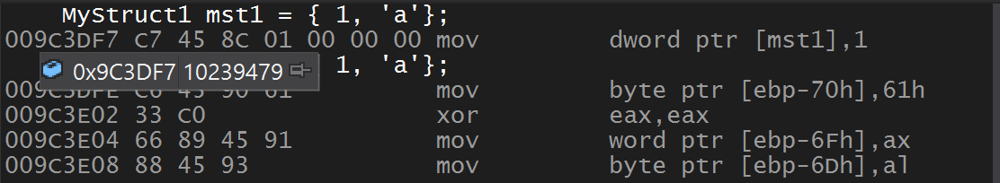 MyStruct1 mst1 = { 1, 'a'};
009C3DF7 C7 45 8C 01 00 00 00 mov dword ptr [mst1],1
0x9C3DF7 10239479 1, 'a'};
009C3DFE C6 45 90 61 mov byte ptr [ebp-70h],61h
009C3E02 33 C0 xor eax,eax
009C3E04 66 89 45 91 mov word ptr [ebp-6Fh],ax
009C3E08 88 45 93 mov byte ptr [ebp-6Dh],al